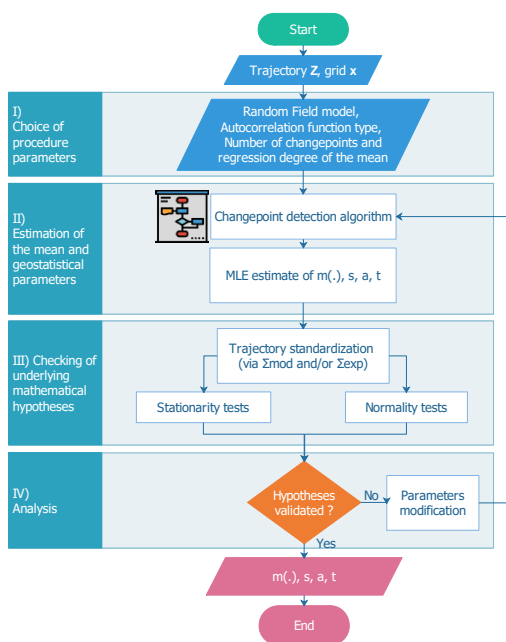 Start
Trajectory Z, grid x
I)
Choice of
procedure
parameters
Random Field model,
Autocorrelation function type,
Number of changepoints and
regression degree of the mean
II)
Estimation of
the mean and
geostatistical
parameters
Changepoint detection algorithm
MLE estimate of m(.), s, a, t
III) Checking of
underlying
mathematical
hypotheses
Trajectory standardization
(via Σmod and/or Σexp)
Stationarity tests
Normality tests
IV)
Analysis
Hypotheses
validated ?
No
Parameters
modification
Yes
m(.), s, a, t
End